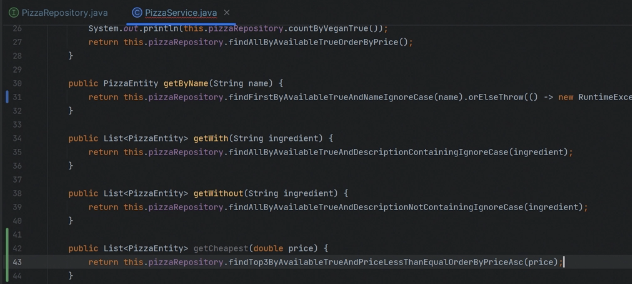 PizzaRepository.java PizzaService.java
26 System.out.println(this.pizzaRepository.countByVeganTrue());
27 return this.pizzaRepository.findAllByAvailableTrueOrderByPrice();
28 }
29
30 public PizzaEntity getByName(String name) {
31 return this.pizzaRepository.findFirstByAvailableTrueAndNameIgnoreCase(name).orElseThrow(() -> new RuntimeExce
32 }
33
34 public List<PizzaEntity> getWith(String ingredient) {
35 return this.pizzaRepository.findAllByAvailableTrueAndDescriptionContainingIgnoreCase(ingredient);
36 }
37
38 public List<PizzaEntity> getWithout(String ingredient) {
39 return this.pizzaRepository.findAllByAvailableTrueAndDescriptionNotContainingIgnoreCase(ingredient);
40 }
41
42 public List<PizzaEntity> getCheapest(double price) {
43 return this.pizzaRepository.findTop3ByAvailableTrueAndPriceLessThanEqualOrderByPriceAsc(price);
44 }